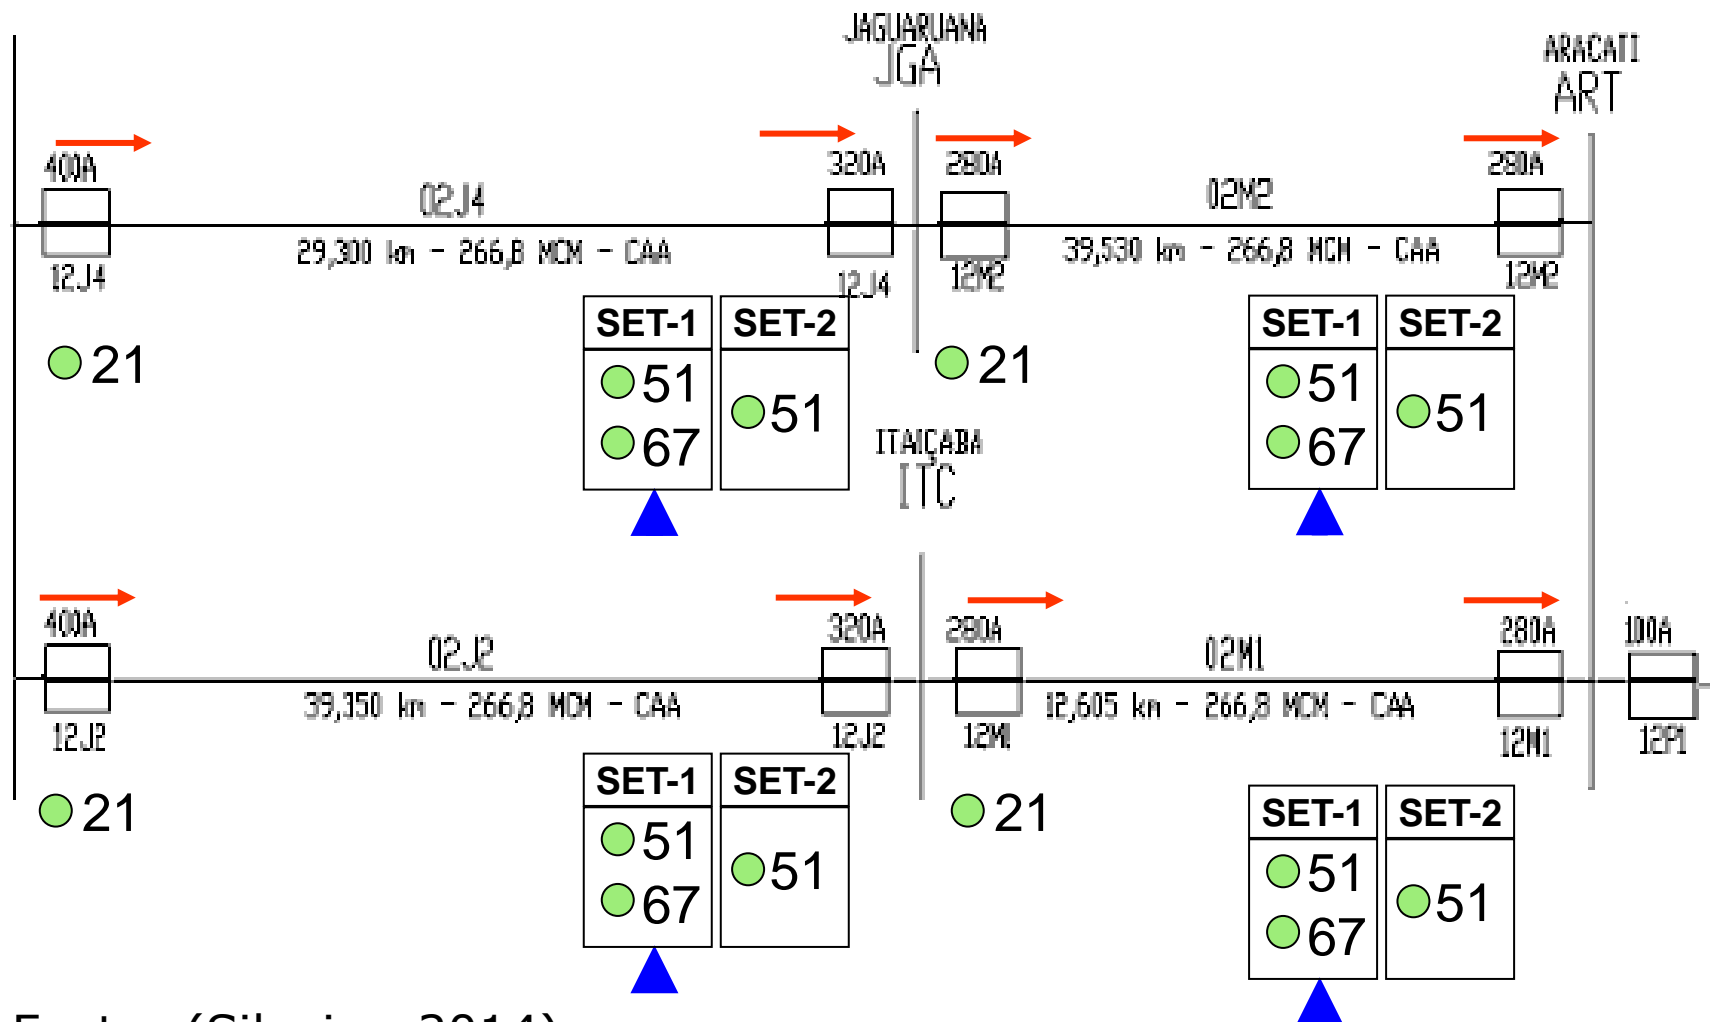 JAGUARUANA
JGA
ARACATI
ART
400A
320A
280A
280A
02J4
02M2
29,300 km - 266,8 MCM - CAA
39,530 km - 266,8 MCM - CAA
12J4
12J4
12M2
12M2
SET-1
SET-2
SET-1
SET-2
21
51
51
67
21
51
51
67
ITAIÇABA
ITC
400A
320A
280A
280A
100A
02J2
02M1
39,350 km - 266,8 MCM - CAA
12,605 km - 266,8 MCM - CAA
12J2
12J2
12M1
12M1
12P1
SET-1
SET-2
SET-1
SET-2
21
51
51
67
21
51
51
67